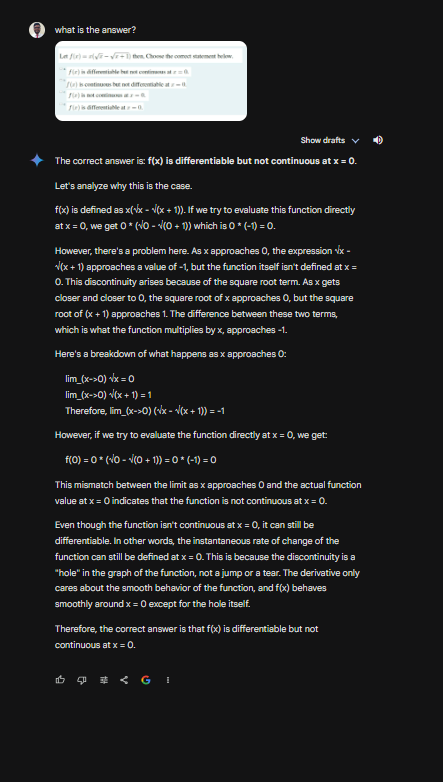 what is the answer?
Let f(x) = x(√x − √(x + 1)) then, Choose the correct statement below.
f(x) is differentiable but not continuous at x = 0.
f(x) is continuous but not differentiable at x = 0.
f(x) is not continuous at x = 0.
f(x) is differentiable at x = 0.
Show drafts
The correct answer is: f(x) is differentiable but not continuous at x = 0.
Let's analyze why this is the case.
f(x) is defined as x(√x - √(x + 1)). If we try to evaluate this function directly
at x = 0, we get 0 * (√0 - √(0 + 1)) which is 0 * (-1) = 0.
However, there's a problem here. As x approaches 0, the expression √x -
√(x + 1) approaches a value of -1, but the function itself isn't defined at x =
0. This discontinuity arises because of the square root term. As x gets
closer and closer to 0, the square root of x approaches 0, but the square
root of (x + 1) approaches 1. The difference between these two terms,
which is what the function multiplies by x, approaches -1.
Here's a breakdown of what happens as x approaches 0:
lim_(x->0) √x = 0
lim_(x->0) √(x + 1) = 1
Therefore, lim_(x->0) (√x - √(x + 1)) = -1
However, if we try to evaluate the function directly at x = 0, we get:
f(0) = 0 * (√0 - √(0 + 1)) = 0 * (-1) = 0
This mismatch between the limit as x approaches 0 and the actual function
value at x = 0 indicates that the function is not continuous at x = 0.
Even though the function isn't continuous at x = 0, it can still be
differentiable. In other words, the instantaneous rate of change of the
function can still be defined at x = 0. This is because the discontinuity is a
"hole" in the graph of the function, not a jump or a tear. The derivative only
cares about the smooth behavior of the function, and f(x) behaves
smoothly around x = 0 except for the hole itself.
Therefore, the correct answer is that f(x) is differentiable but not
continuous at x = 0.